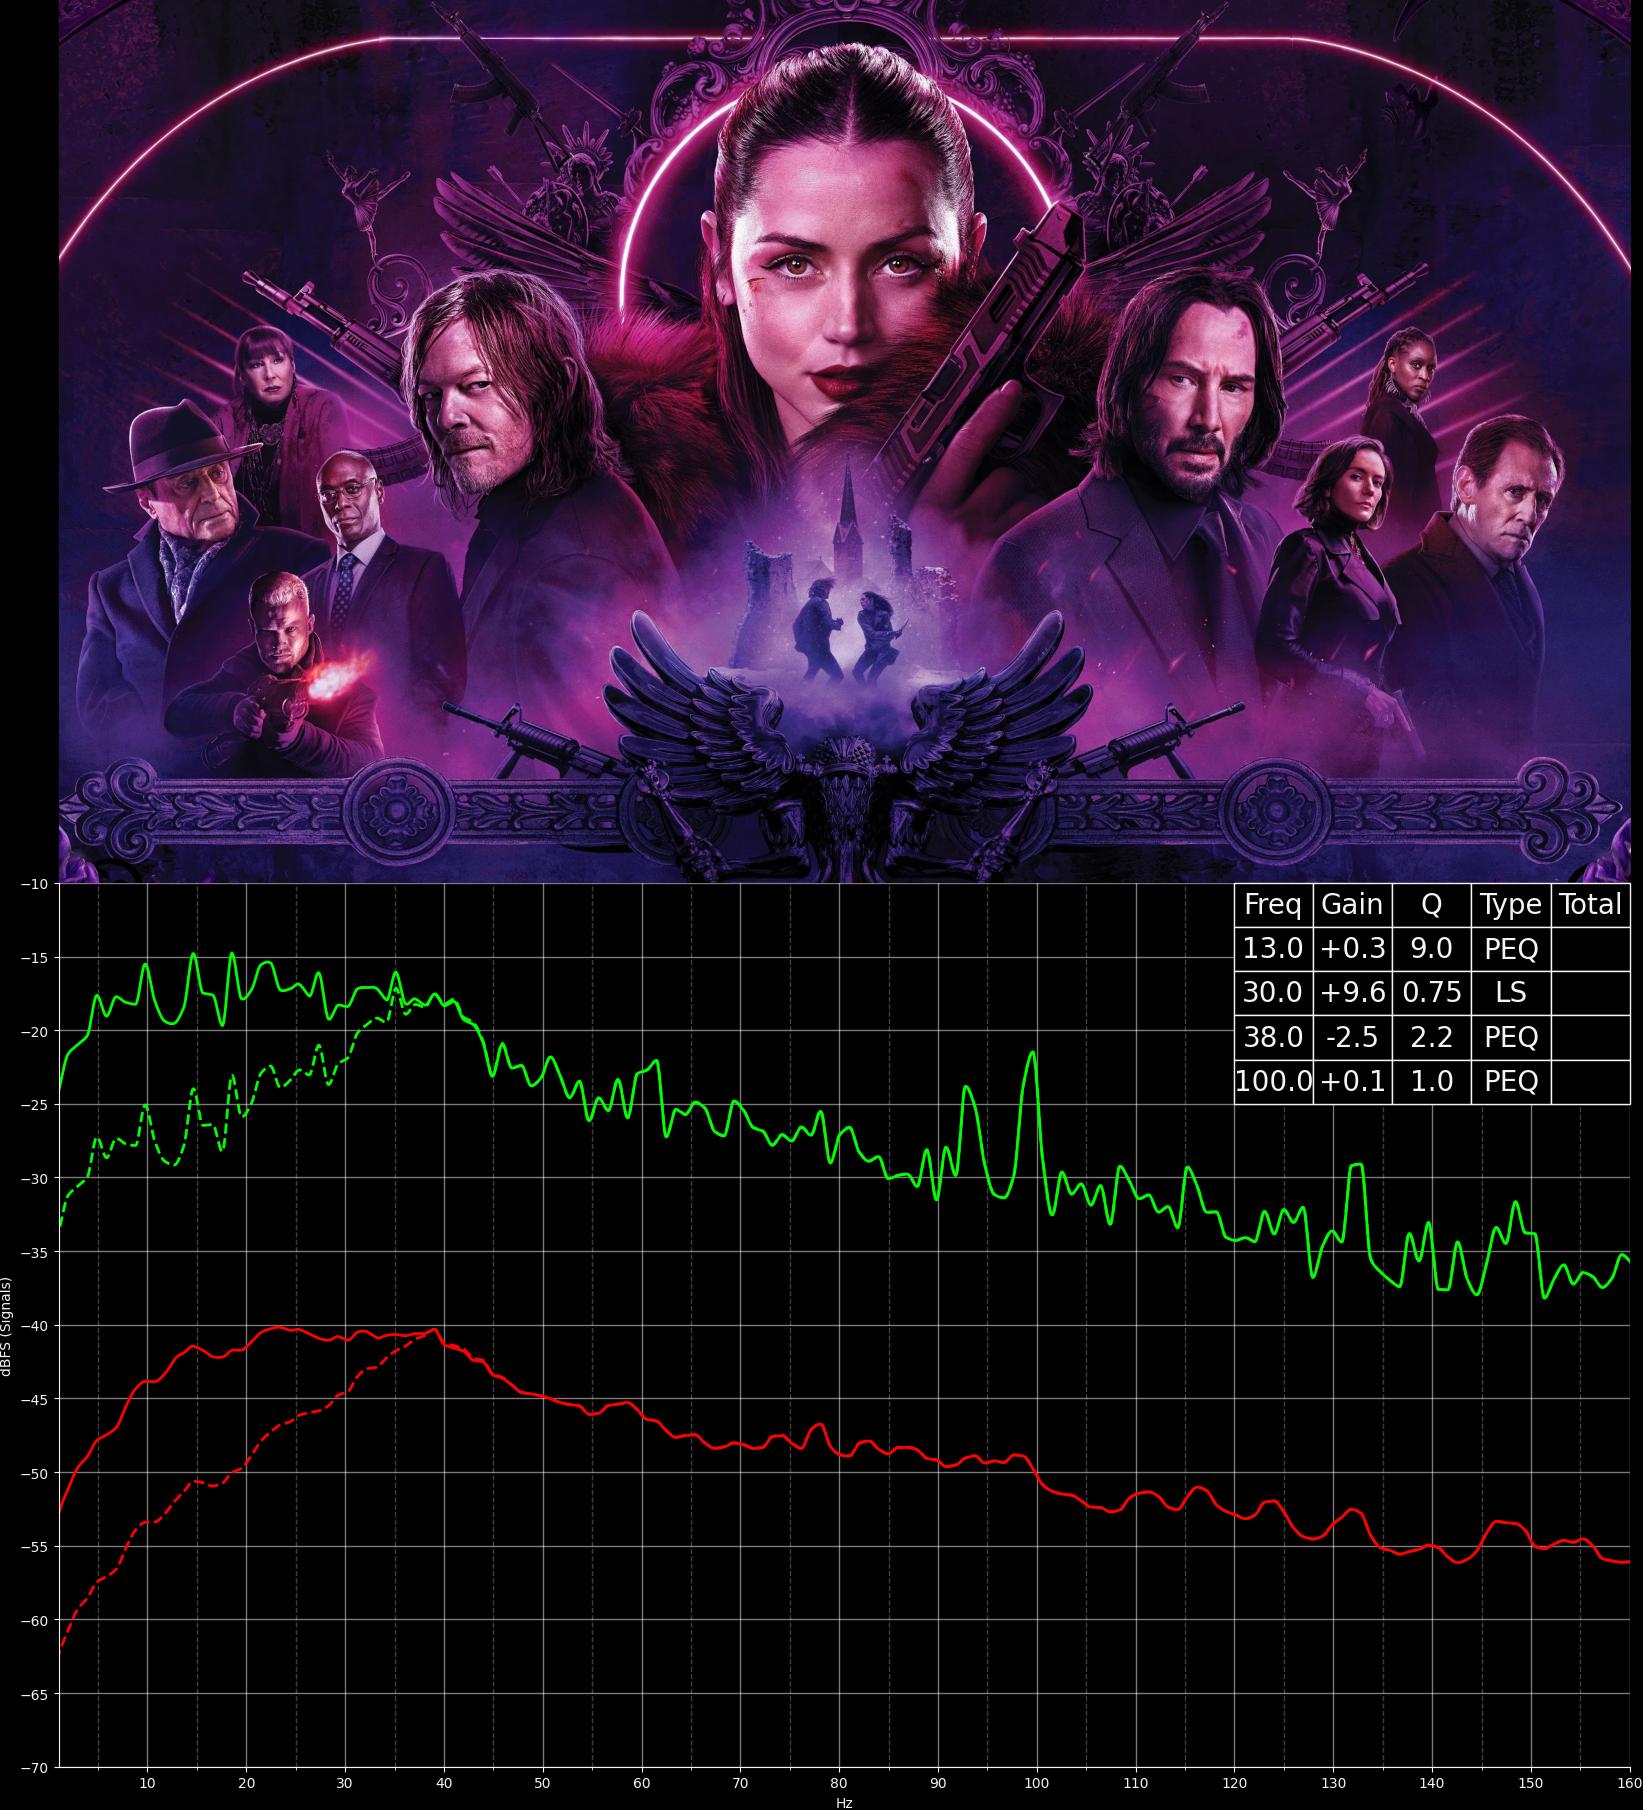 Freq Gain Q Type Total
13.0 +0.3 9.0 PEQ
30.0 +9.6 0.75 LS
38.0 -2.5 2.2 PEQ
100.0 +0.1 1.0 PEQ
−10
−15
−20
−25
−30
−35
−40
−45
−50
−55
−60
−65
−70
dBFS (Signals)
10 20 30 40 50 60 70 80 90 100 110 120 130 140 150 160
Hz